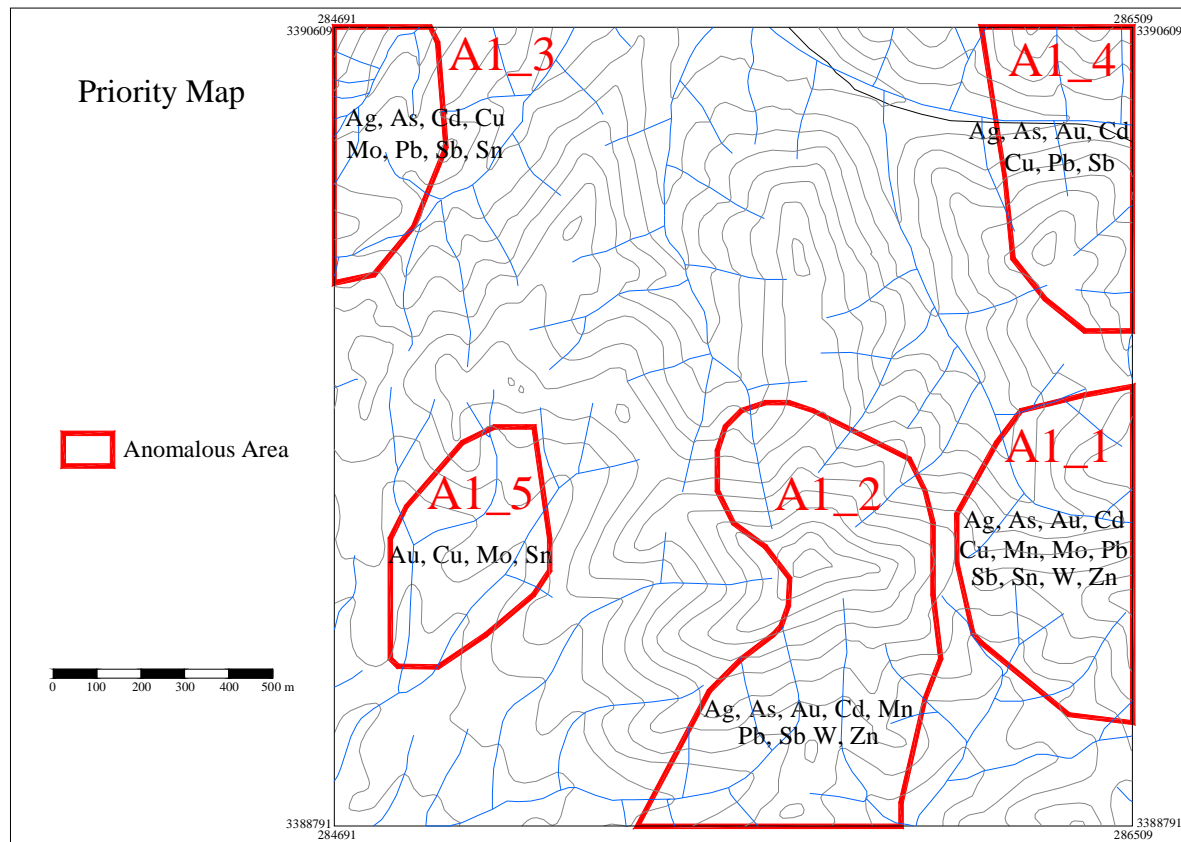 284691
286509
3390609
3390609
Priority Map
A1_3
A1_4
Ag, As, Cd, Cu
Mo, Pb, Sb, Sn
Ag, As, Au, Cd
Cu, Pb, Sb
Anomalous Area
A1_5
A1_2
A1_1
Au, Cu, Mo, Sn
Ag, As, Au, Cd
Cu, Mn, Mo, Pb
Sb, Sn, W, Zn
0 100 200 300 400 500 m
Ag, As, Au, Cd, Mn
Pb, Sb W, Zn
3388791
3388791
284691
286509